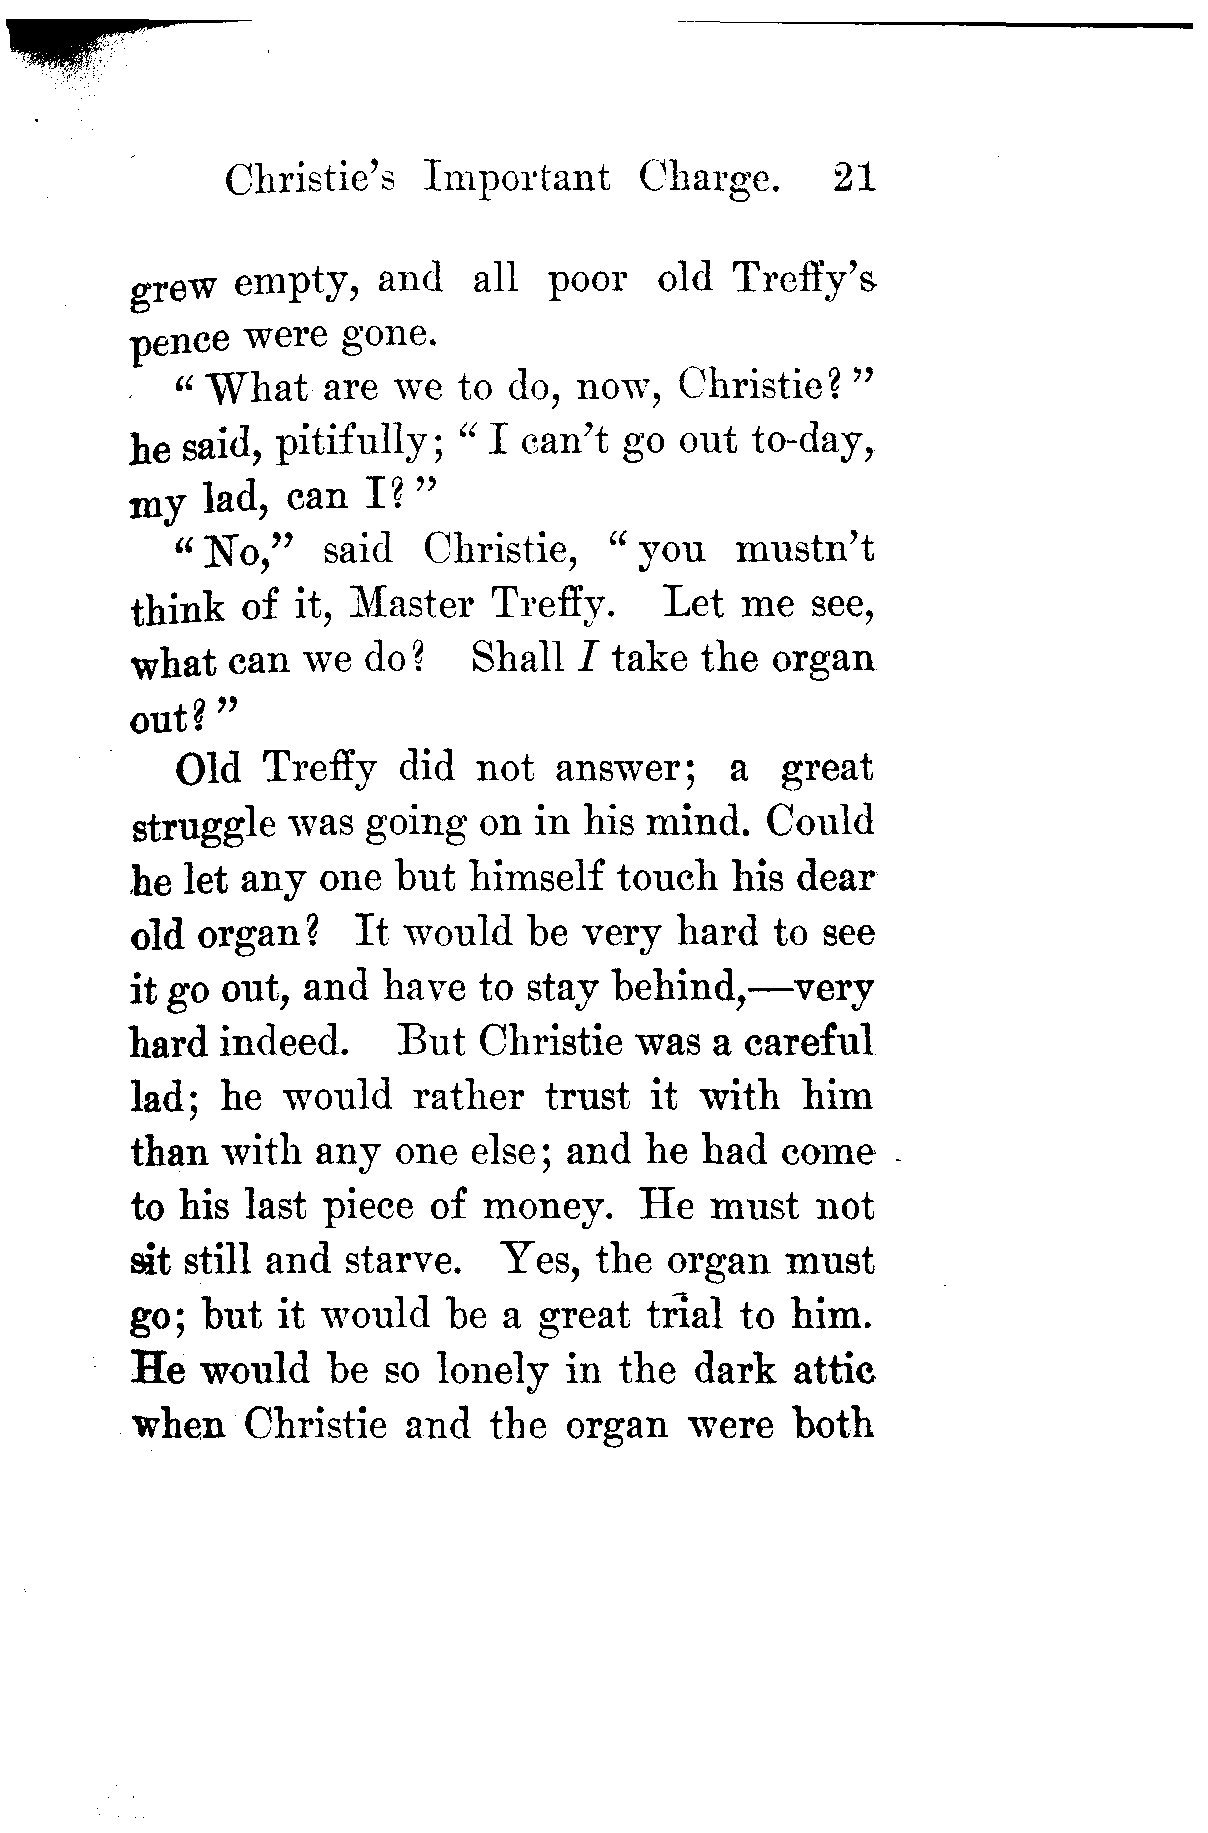 Christie's Important Charge. 21
grew empty, and all poor old Treffy's
pence were gone.
"What are we to do, now, Christie?"
he said, pitifully; "I can't go out to-day,
my lad, can I?"
"No," said Christie, "you mustn't
think of it, Master Treffy. Let me see,
what can we do? Shall I take the organ
out?"
Old Treffy did not answer; a great
struggle was going on in his mind. Could
he let any one but himself touch his dear
old organ? It would be very hard to see
it go out, and have to stay behind,—very
hard indeed. But Christie was a careful
lad; he would rather trust it with him
than with any one else; and he had come
to his last piece of money. He must not
sit still and starve. Yes, the organ must
go; but it would be a great trial to him.
He would be so lonely in the dark attic
when Christie and the organ were both